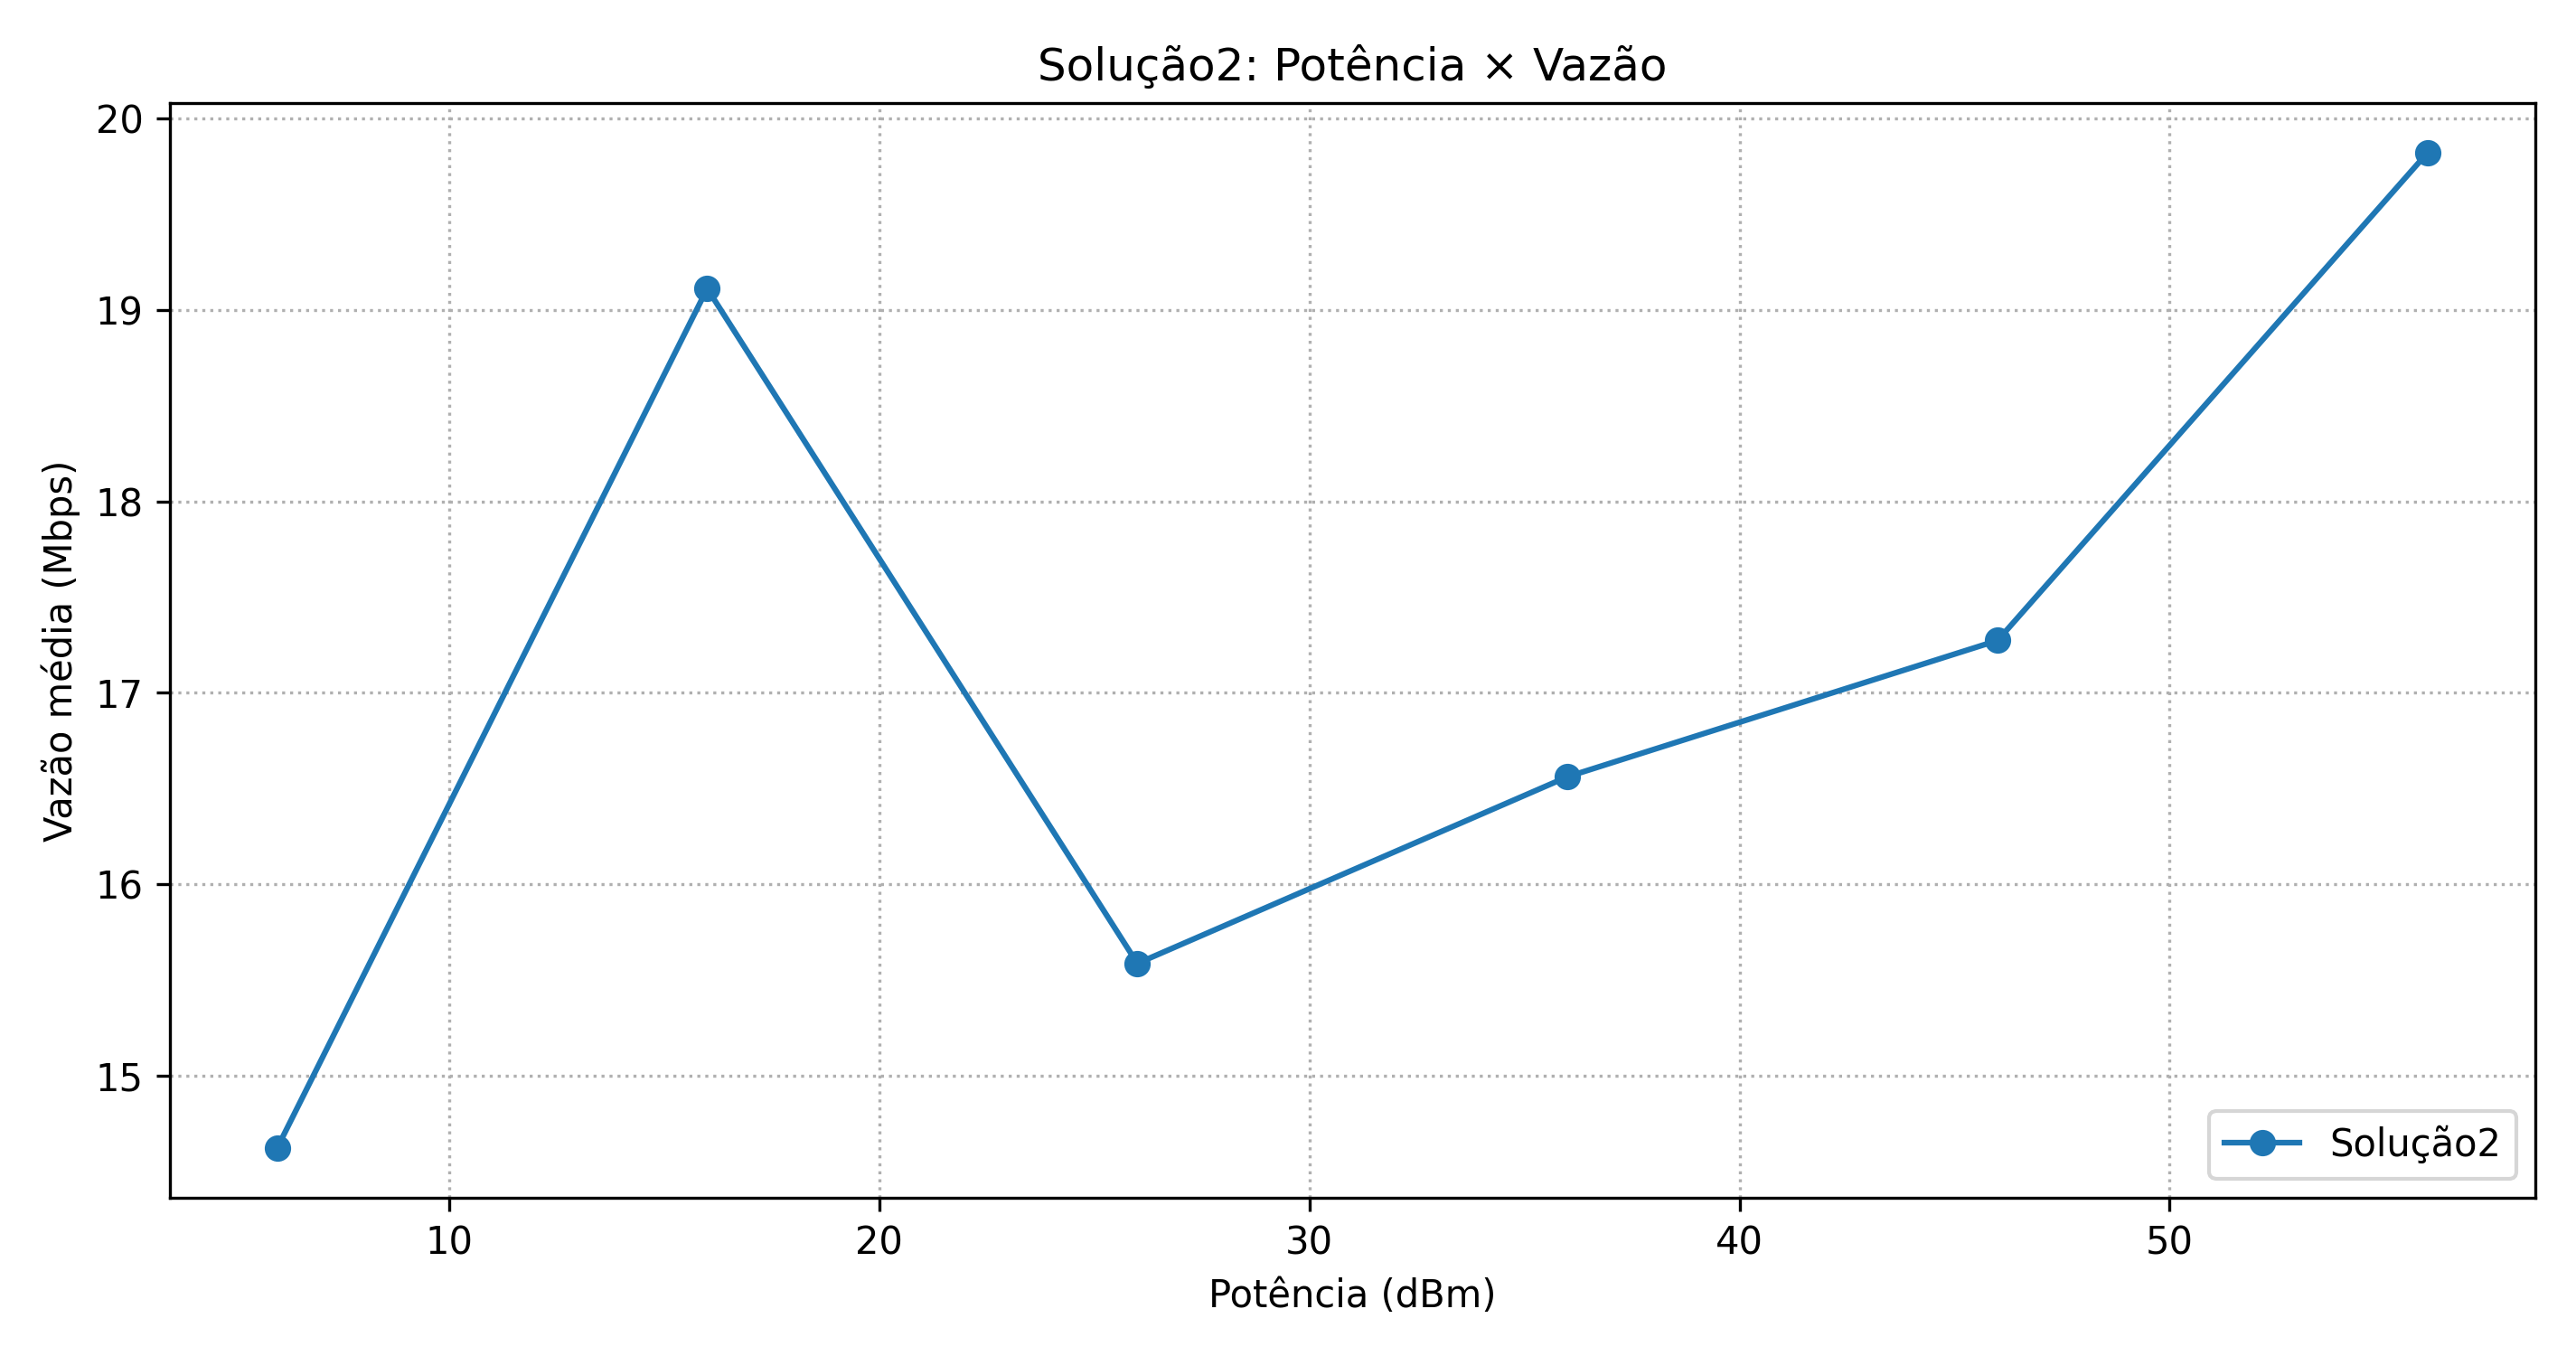 Solução2: Potência × Vazão
20
19
18
17
16
15
Vazão média (Mbps)
Solução2
10 20 30 40 50
Potência (dBm)